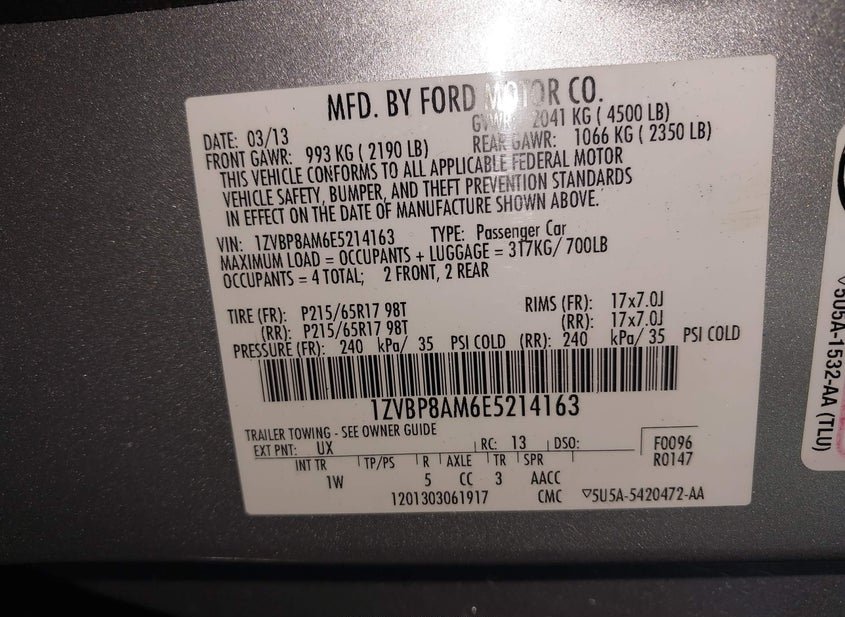 MFD. BY FORD MOTOR CO.
DATE: 03/13 GVWR: 2041 KG ( 4500 LB)
FRONT GAWR: 993 KG ( 2190 LB) REAR GAWR: 1066 KG ( 2350 LB)
THIS VEHICLE CONFORMS TO ALL APPLICABLE FEDERAL MOTOR
VEHICLE SAFETY, BUMPER, AND THEFT PREVENTION STANDARDS
IN EFFECT ON THE DATE OF MANUFACTURE SHOWN ABOVE.
VIN: 1ZVBP8AM6E5214163 TYPE: Passenger Car
MAXIMUM LOAD = OCCUPANTS + LUGGAGE = 317KG/ 700LB
OCCUPANTS = 4 TOTAL; 2 FRONT, 2 REAR
TIRE (FR): P215/65R17 98T RIMS (FR): 17x7.0J
(RR): P215/65R17 98T (RR): 17x7.0J
PRESSURE (FR): 240 kPa/ 35 PSI COLD (RR): 240 kPa/ 35 PSI COLD
1ZVBP8AM6E5214163
TRAILER TOWING - SEE OWNER GUIDE
EXT PNT: UX RC: 13 DSO: F0096
R0147
INT TR TP/PS R AXLE TR SPR
1W 5 CC 3 AACC
1201303061917 CMC 5U5A-5420472-AA
5U5A-1532-AA (TLU)